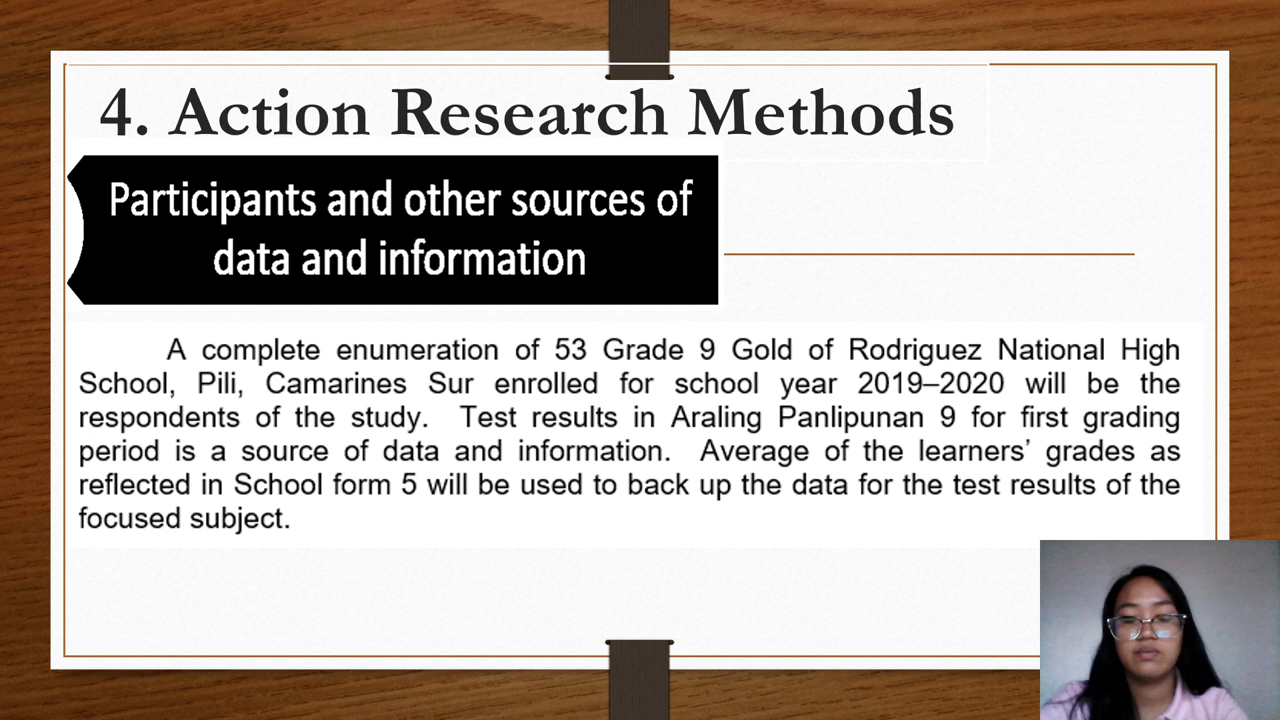 4. Action Research Methods
Participants and other sources of
data and information
A complete enumeration of 53 Grade 9 Gold of Rodriguez National High
School, Pili, Camarines Sur enrolled for school year 2019–2020 will be the
respondents of the study. Test results in Araling Panlipunan 9 for first grading
period is a source of data and information. Average of the learners’ grades as
reflected in School form 5 will be used to back up the data for the test results of the
focused subject.